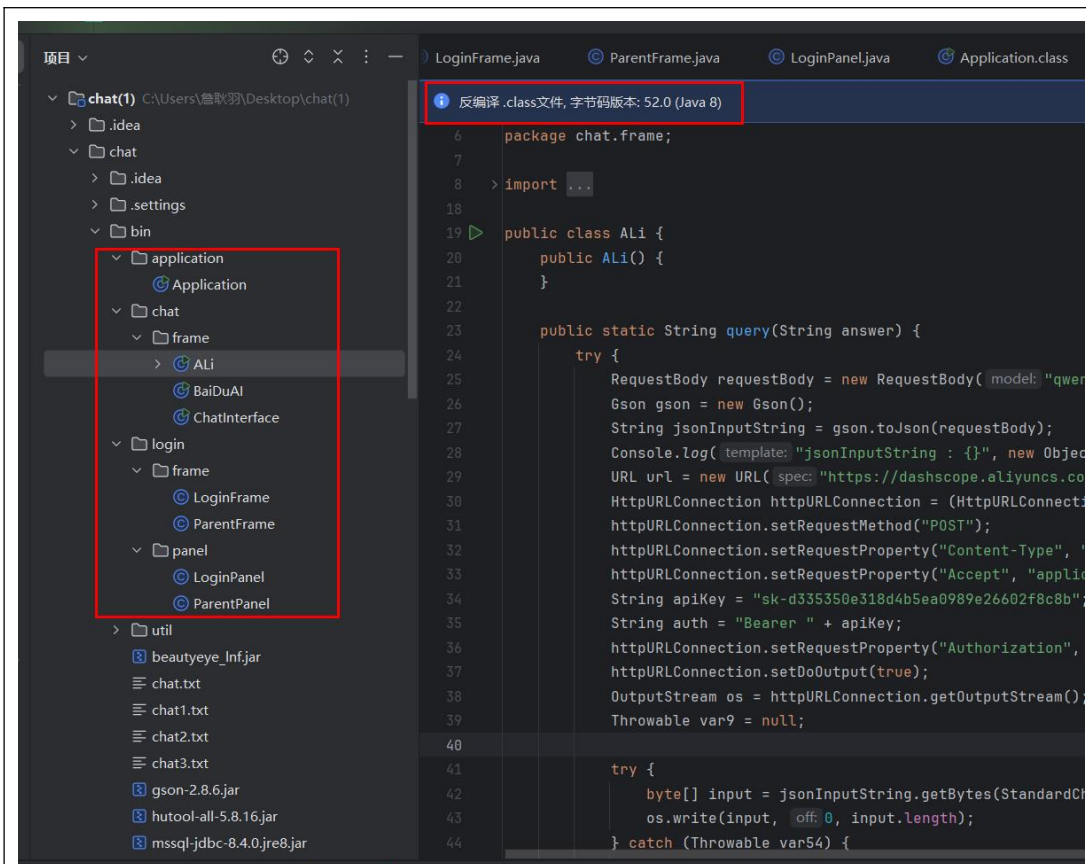 项目
LoginFrame.java
ParentFrame.java
LoginPanel.java
Application.class
chat(1) C:\Users\詹耿羽\Desktop\chat(1)
.idea
chat
.idea
.settings
bin
application
Application
chat
frame
ALi
BaiDuAI
ChatInterface
login
frame
LoginFrame
ParentFrame
panel
LoginPanel
ParentPanel
util
beautyeye_lnf.jar
chat.txt
chat1.txt
chat2.txt
chat3.txt
gson-2.8.6.jar
hutool-all-5.8.16.jar
mssql-jdbc-8.4.0.jre8.jar
反编译 .class文件, 字节码版本: 52.0 (Java 8)
6 package chat.frame;
7
8 import ...
18
19 public class ALi {
20 public ALi() {
21 }
22
23 public static String query(String answer) {
24 try {
25 RequestBody requestBody = new RequestBody( model: "qwen
26 Gson gson = new Gson();
27 String jsonInputString = gson.toJson(requestBody);
28 Console.log( template: "jsonInputString : {}", new Objec
29 URL url = new URL( spec: "https://dashscope.aliyuncs.co
30 HttpURLConnection httpURLConnection = (HttpURLConnecti
31 httpURLConnection.setRequestMethod("POST");
32 httpURLConnection.setRequestProperty("Content-Type", "
33 httpURLConnection.setRequestProperty("Accept", "applic
34 String apiKey = "sk-d335350e318d4b5ea0989e26602f8c8b";
35 String auth = "Bearer " + apiKey;
36 httpURLConnection.setRequestProperty("Authorization",
37 httpURLConnection.setDoOutput(true);
38 OutputStream os = httpURLConnection.getOutputStream();
39 Throwable var9 = null;
40
41 try {
42 byte[] input = jsonInputString.getBytes(StandardCh
43 os.write(input, off: 0, input.length);
44 } catch (Throwable var54) {